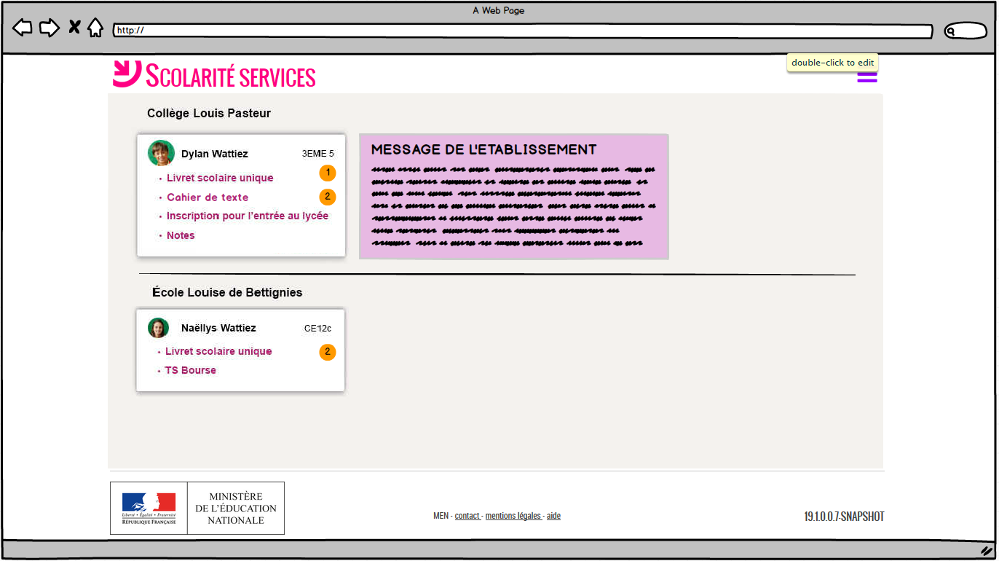 A Web Page
http://
double-click to edit
SCOLARITÉ SERVICES
Collège Louis Pasteur
Dylan Wattiez 3EME 5
• Livret scolaire unique 1
• Cahier de texte 2
• Inscription pour l'entrée au lycée
• Notes
MESSAGE DE L'ETABLISSEMENT
École Louise de Bettignies
Naëllys Wattiez CE12c
• Livret scolaire unique 2
• TS Bourse
Liberté • Égalité • Fraternité
RÉPUBLIQUE FRANÇAISE
MINISTÈRE
DE L'ÉDUCATION
NATIONALE
MEN - contact - mentions légales - aide
19.1.0.0.7-SNAPSHOT